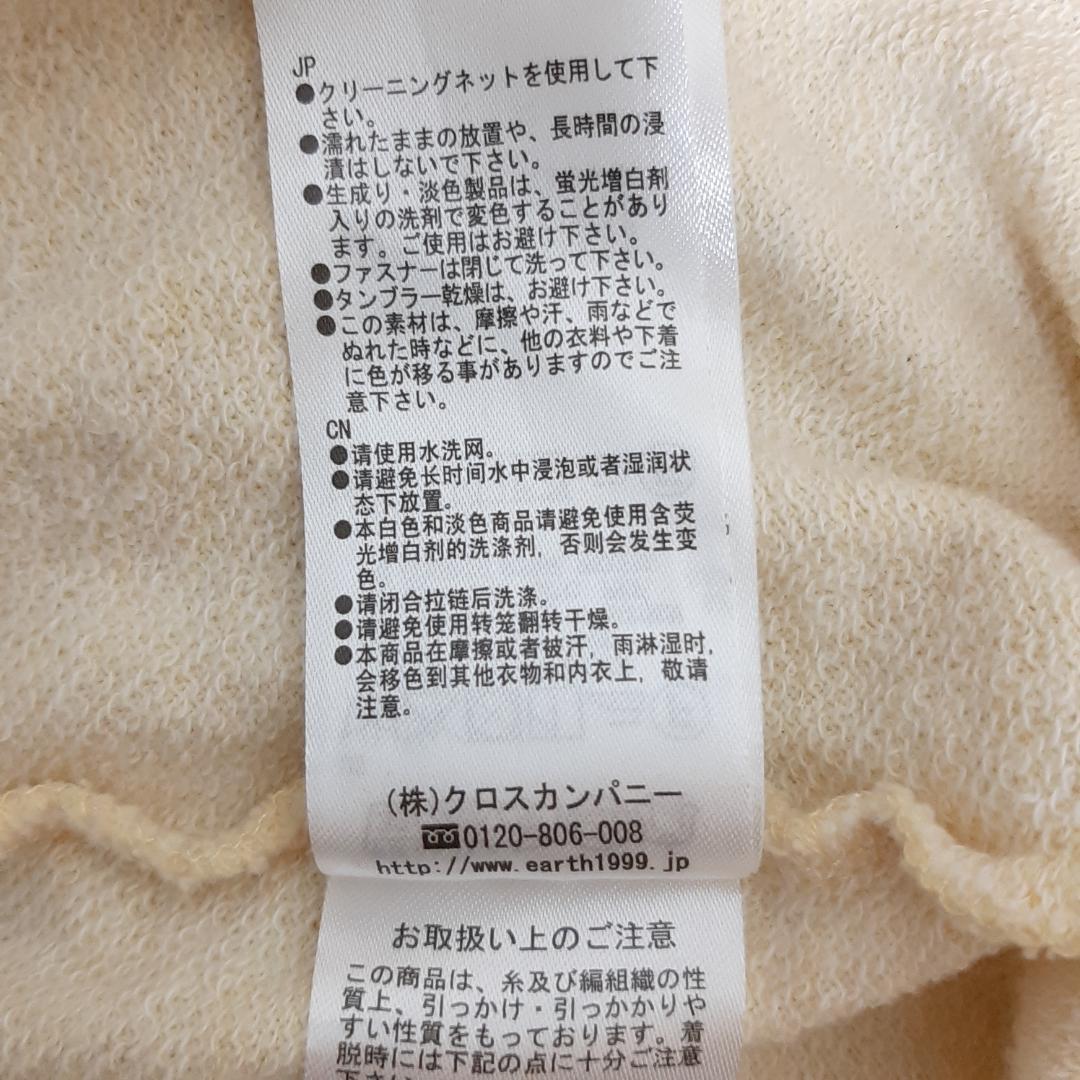 JP
●クリーニングネットを使用して下
さい。
●濡れたままの放置や、長時間の浸
漬はしないで下さい。
●生成り・淡色製品は、蛍光増白剤
入りの洗剤で変色することがあり
ます。ご使用はお避け下さい。
●ファスナーは閉じて洗って下さい。
●タンブラー乾燥は、お避け下さい。
●この素材は、摩擦や汗、雨などで
ぬれた時などに、他の衣料や下着
に色が移る事がありますのでご注
意下さい。
CN
●请使用水洗网。
●请避免长时间水中浸泡或者湿润状
态下放置。
●本白色和淡色商品请避免使用含荧
光增白剂的洗涤剂，否则会发生变
色。
●请闭合拉链后洗涤。
●请避免使用转笼翻转干燥。
●本商品在摩擦或者被汗，雨淋湿时，
会移色到其他衣物和内衣上，敬请
注意。
(株)クロスカンパニー
0120-806-008
http://www.earth1999.jp
お取扱い上のご注意
この商品は、糸及び編組織の性
質上、引っかけ・引っかかりや
すい性質をもっております。着
脱時には下記の点に十分ご注意